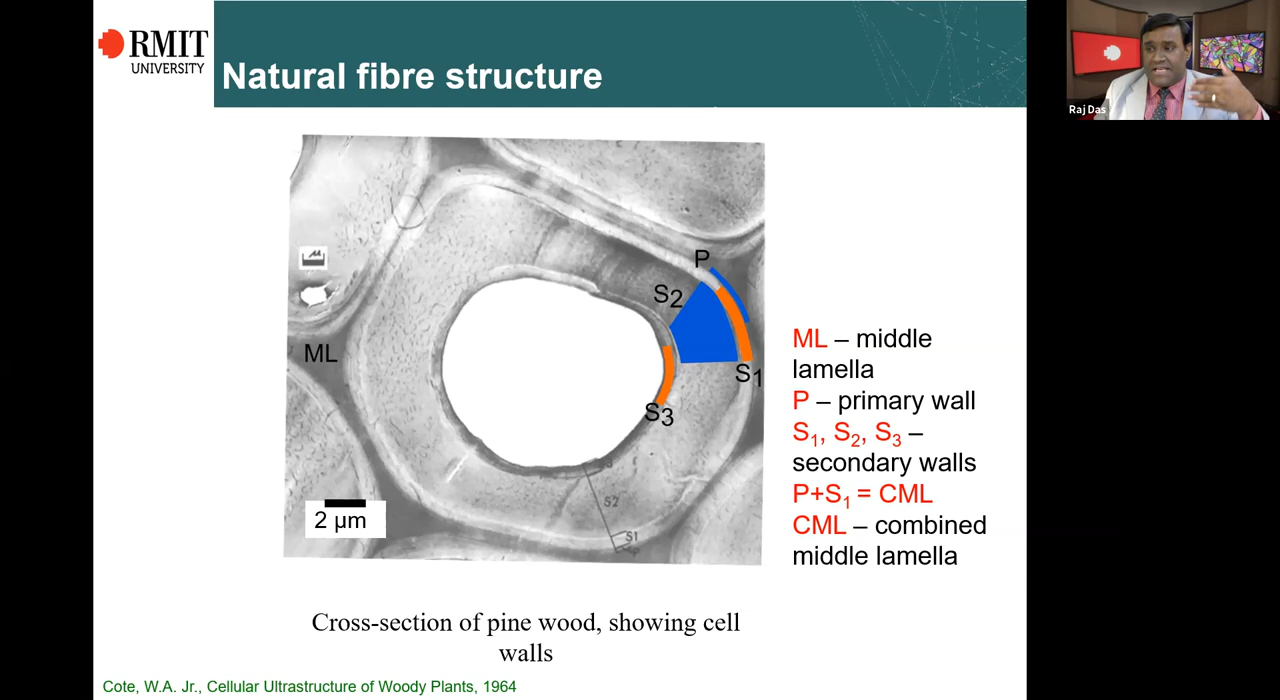 RMIT
UNIVERSITY
Natural fibre structure
Raj Das
P
S2
ML
S1
S3
S2
S1
2 µm
ML – middle
lamella
P – primary wall
S1, S2, S3 –
secondary walls
P+S1 = CML
CML – combined
middle lamella
Cross-section of pine wood, showing cell
walls
Cote, W.A. Jr., Cellular Ultrastructure of Woody Plants, 1964